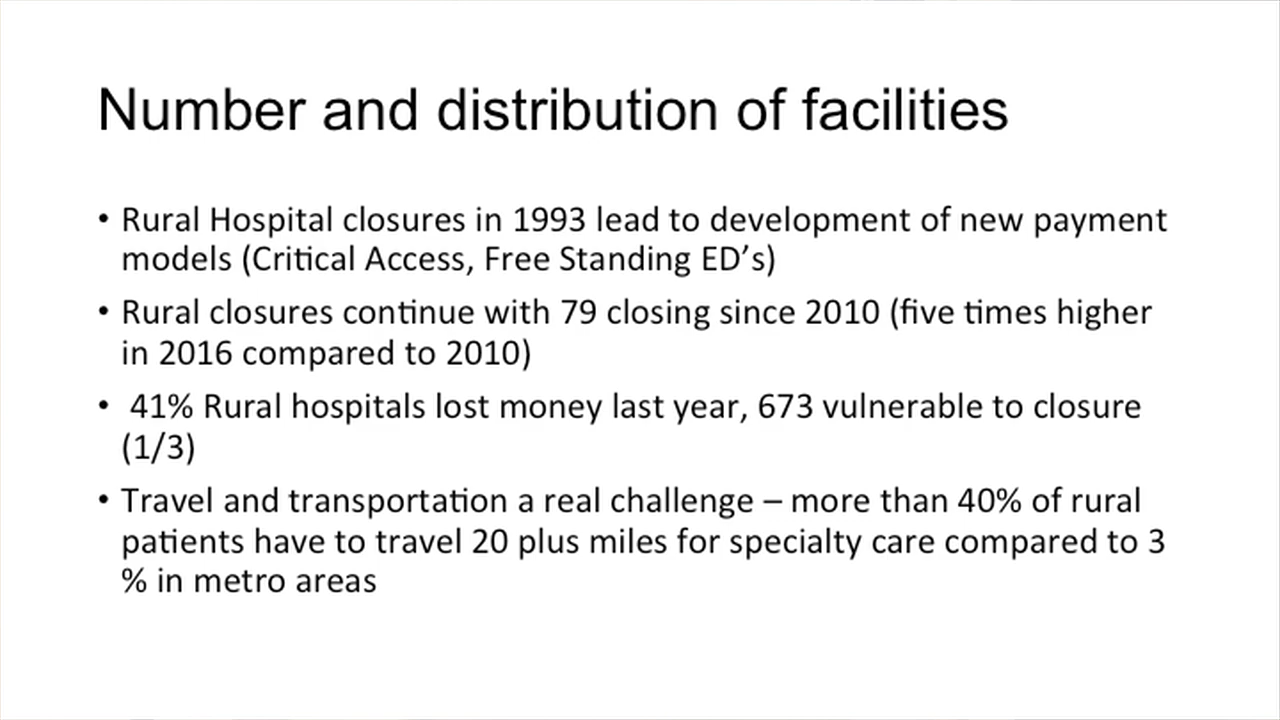 Number and distribution of facilities
• Rural Hospital closures in 1993 lead to development of new payment
models (Critical Access, Free Standing ED’s)
• Rural closures continue with 79 closing since 2010 (five times higher
in 2016 compared to 2010)
• 41% Rural hospitals lost money last year, 673 vulnerable to closure
(1/3)
• Travel and transportation a real challenge – more than 40% of rural
patients have to travel 20 plus miles for specialty care compared to 3
% in metro areas